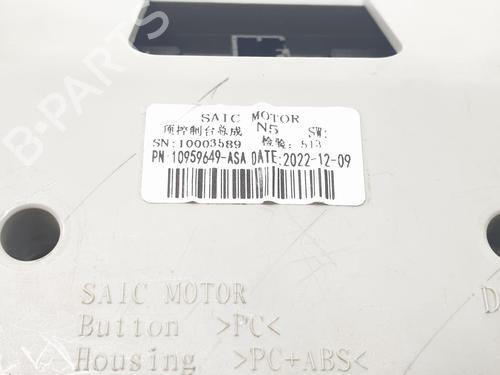 SAIC MOTOR
顶控制台总成 N5 SW:
SN: 10003589 检验: 513
PN 10959649-ASA DATE:2022-12-09
SAIC MOTOR
Button >PC<
Housing >PC+ABS<
D
B-PARTS